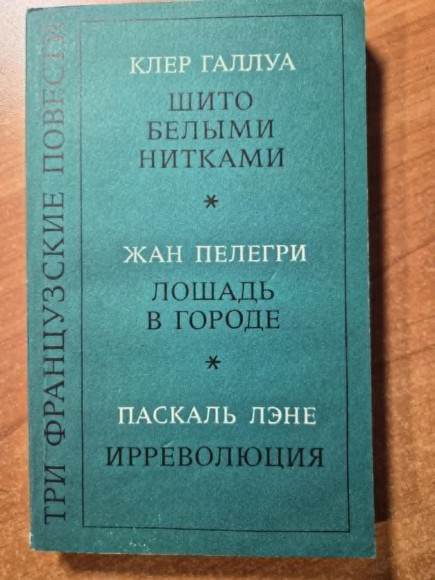 ТРИ ФРАНЦУЗСКИЕ ПОВЕСТИ
КЛЕР ГАЛЛУА
ШИТО
БЕЛЫМИ
НИТКАМИ
*
ЖАН ПЕЛЕГРИ
ЛОШАДЬ
В ГОРОДЕ
*
ПАСКАЛЬ ЛЭНЕ
ИРРЕВОЛЮЦИЯ